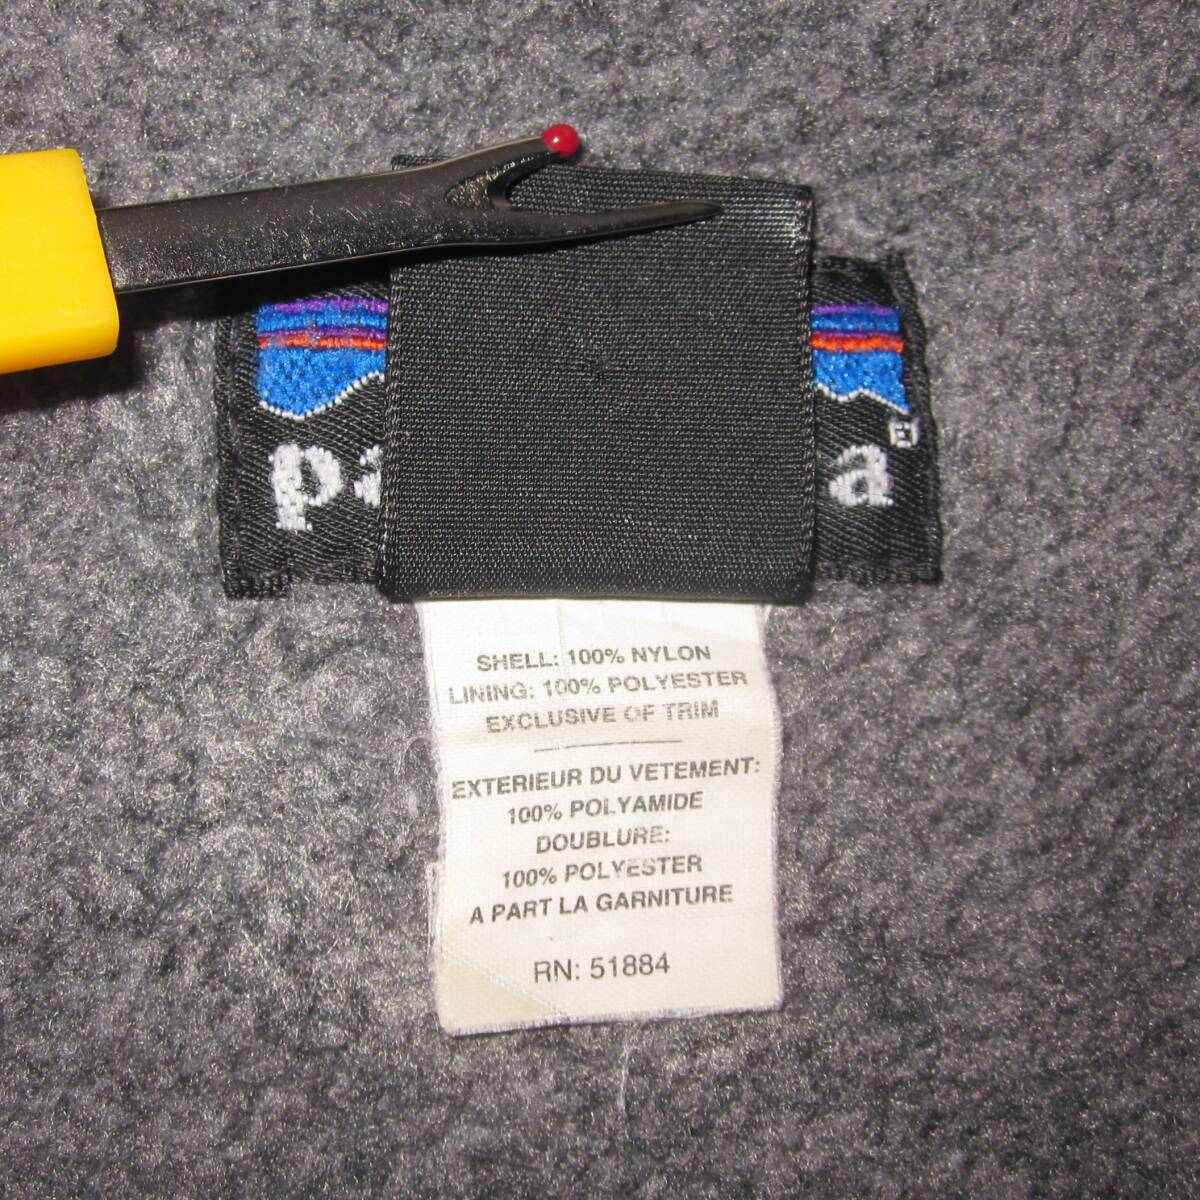 pa a
SHELL: 100% NYLON
LINING: 100% POLYESTER
EXCLUSIVE OF TRIM
EXTERIEUR DU VETEMENT:
100% POLYAMIDE
DOUBLURE:
100% POLYESTER
A PART LA GARNITURE
RN: 51884